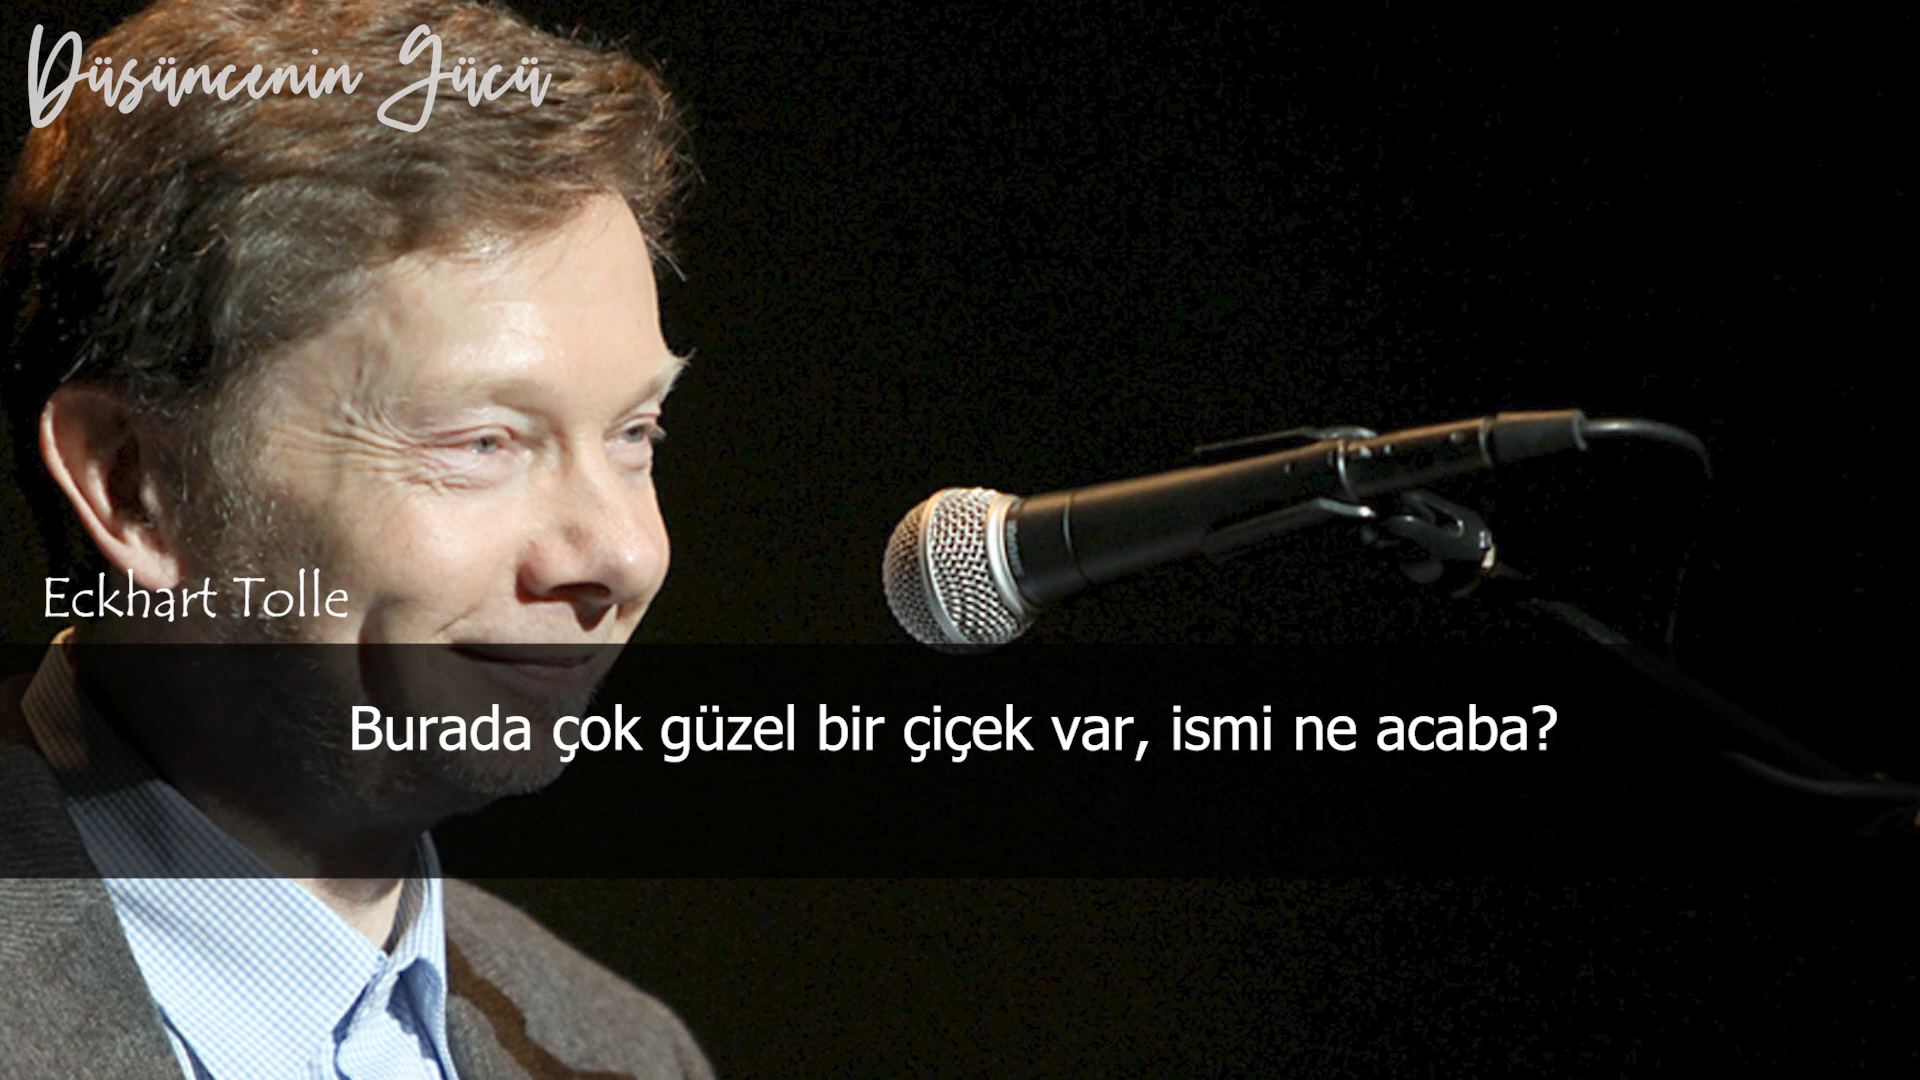 Düşüncenin Gücü
Eckhart Tolle
Burada çok güzel bir çiçek var, ismi ne acaba?